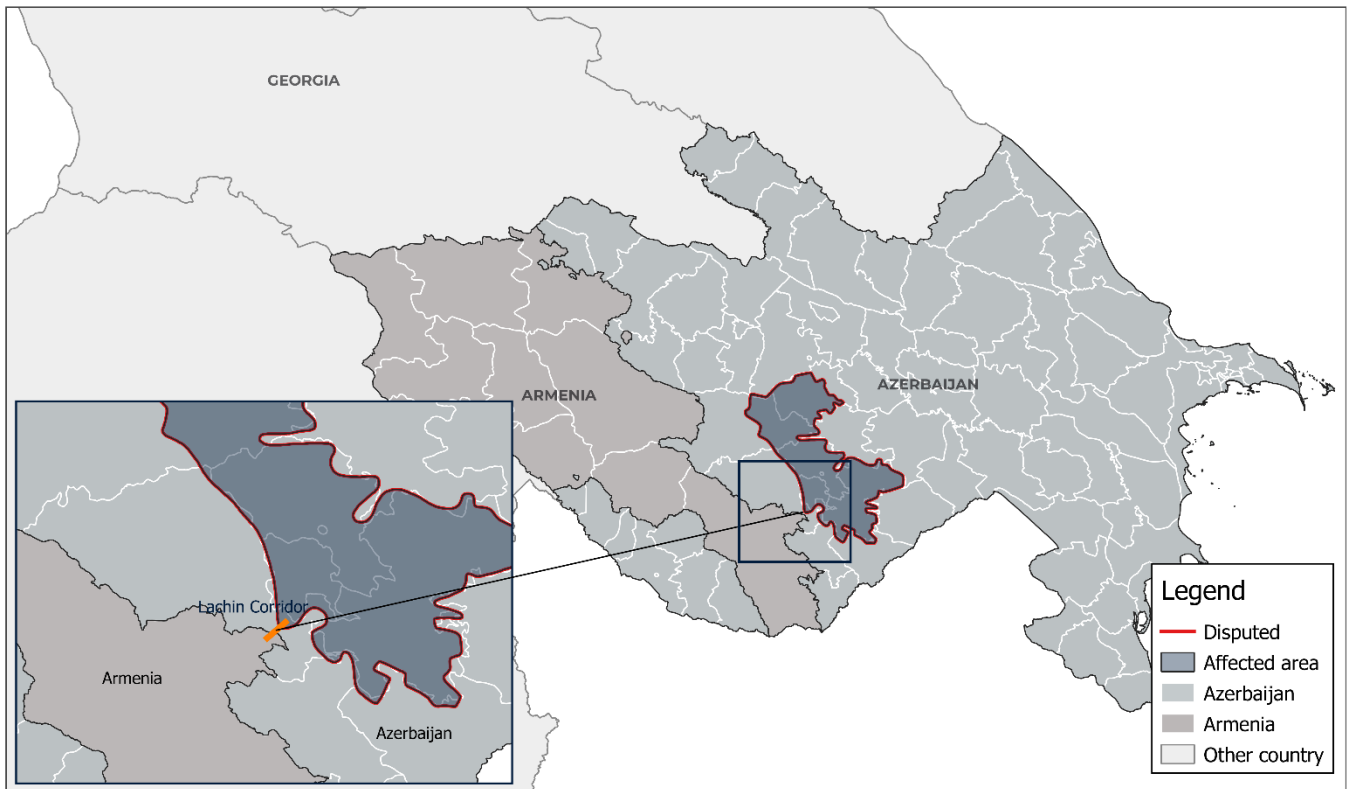 GEORGIA
AZERBAIJAN
ARMENIA
Lachin Corridor
Armenia
Azerbaijan
Legend
Disputed
Affected area
Azerbaijan
Armenia
Other country